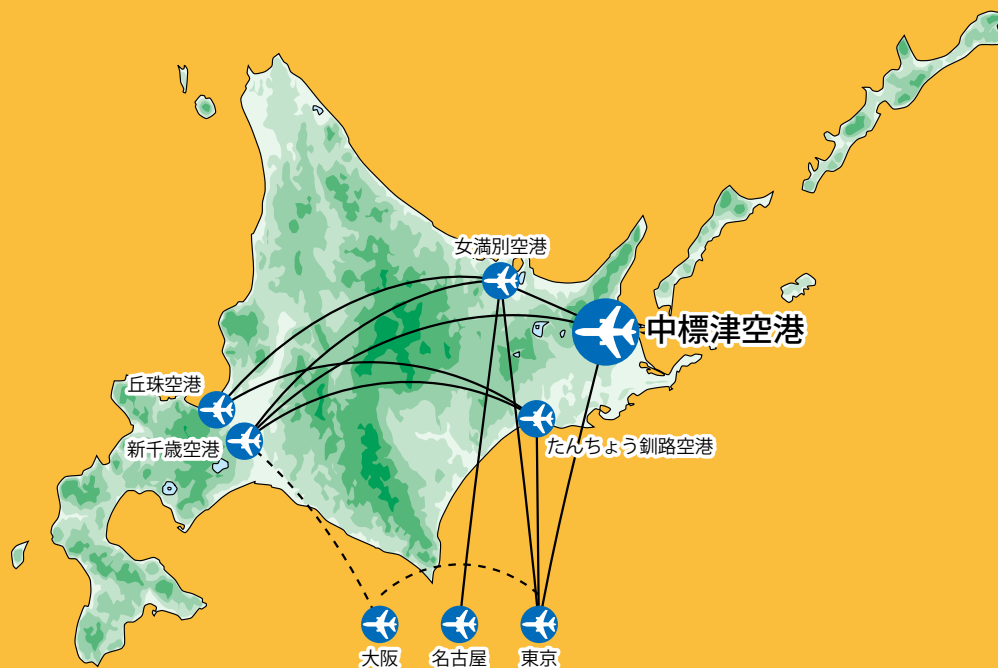 女満別空港
中標津空港
丘珠空港
新千歳空港
たんちょう釧路空港
大阪
名古屋
東京